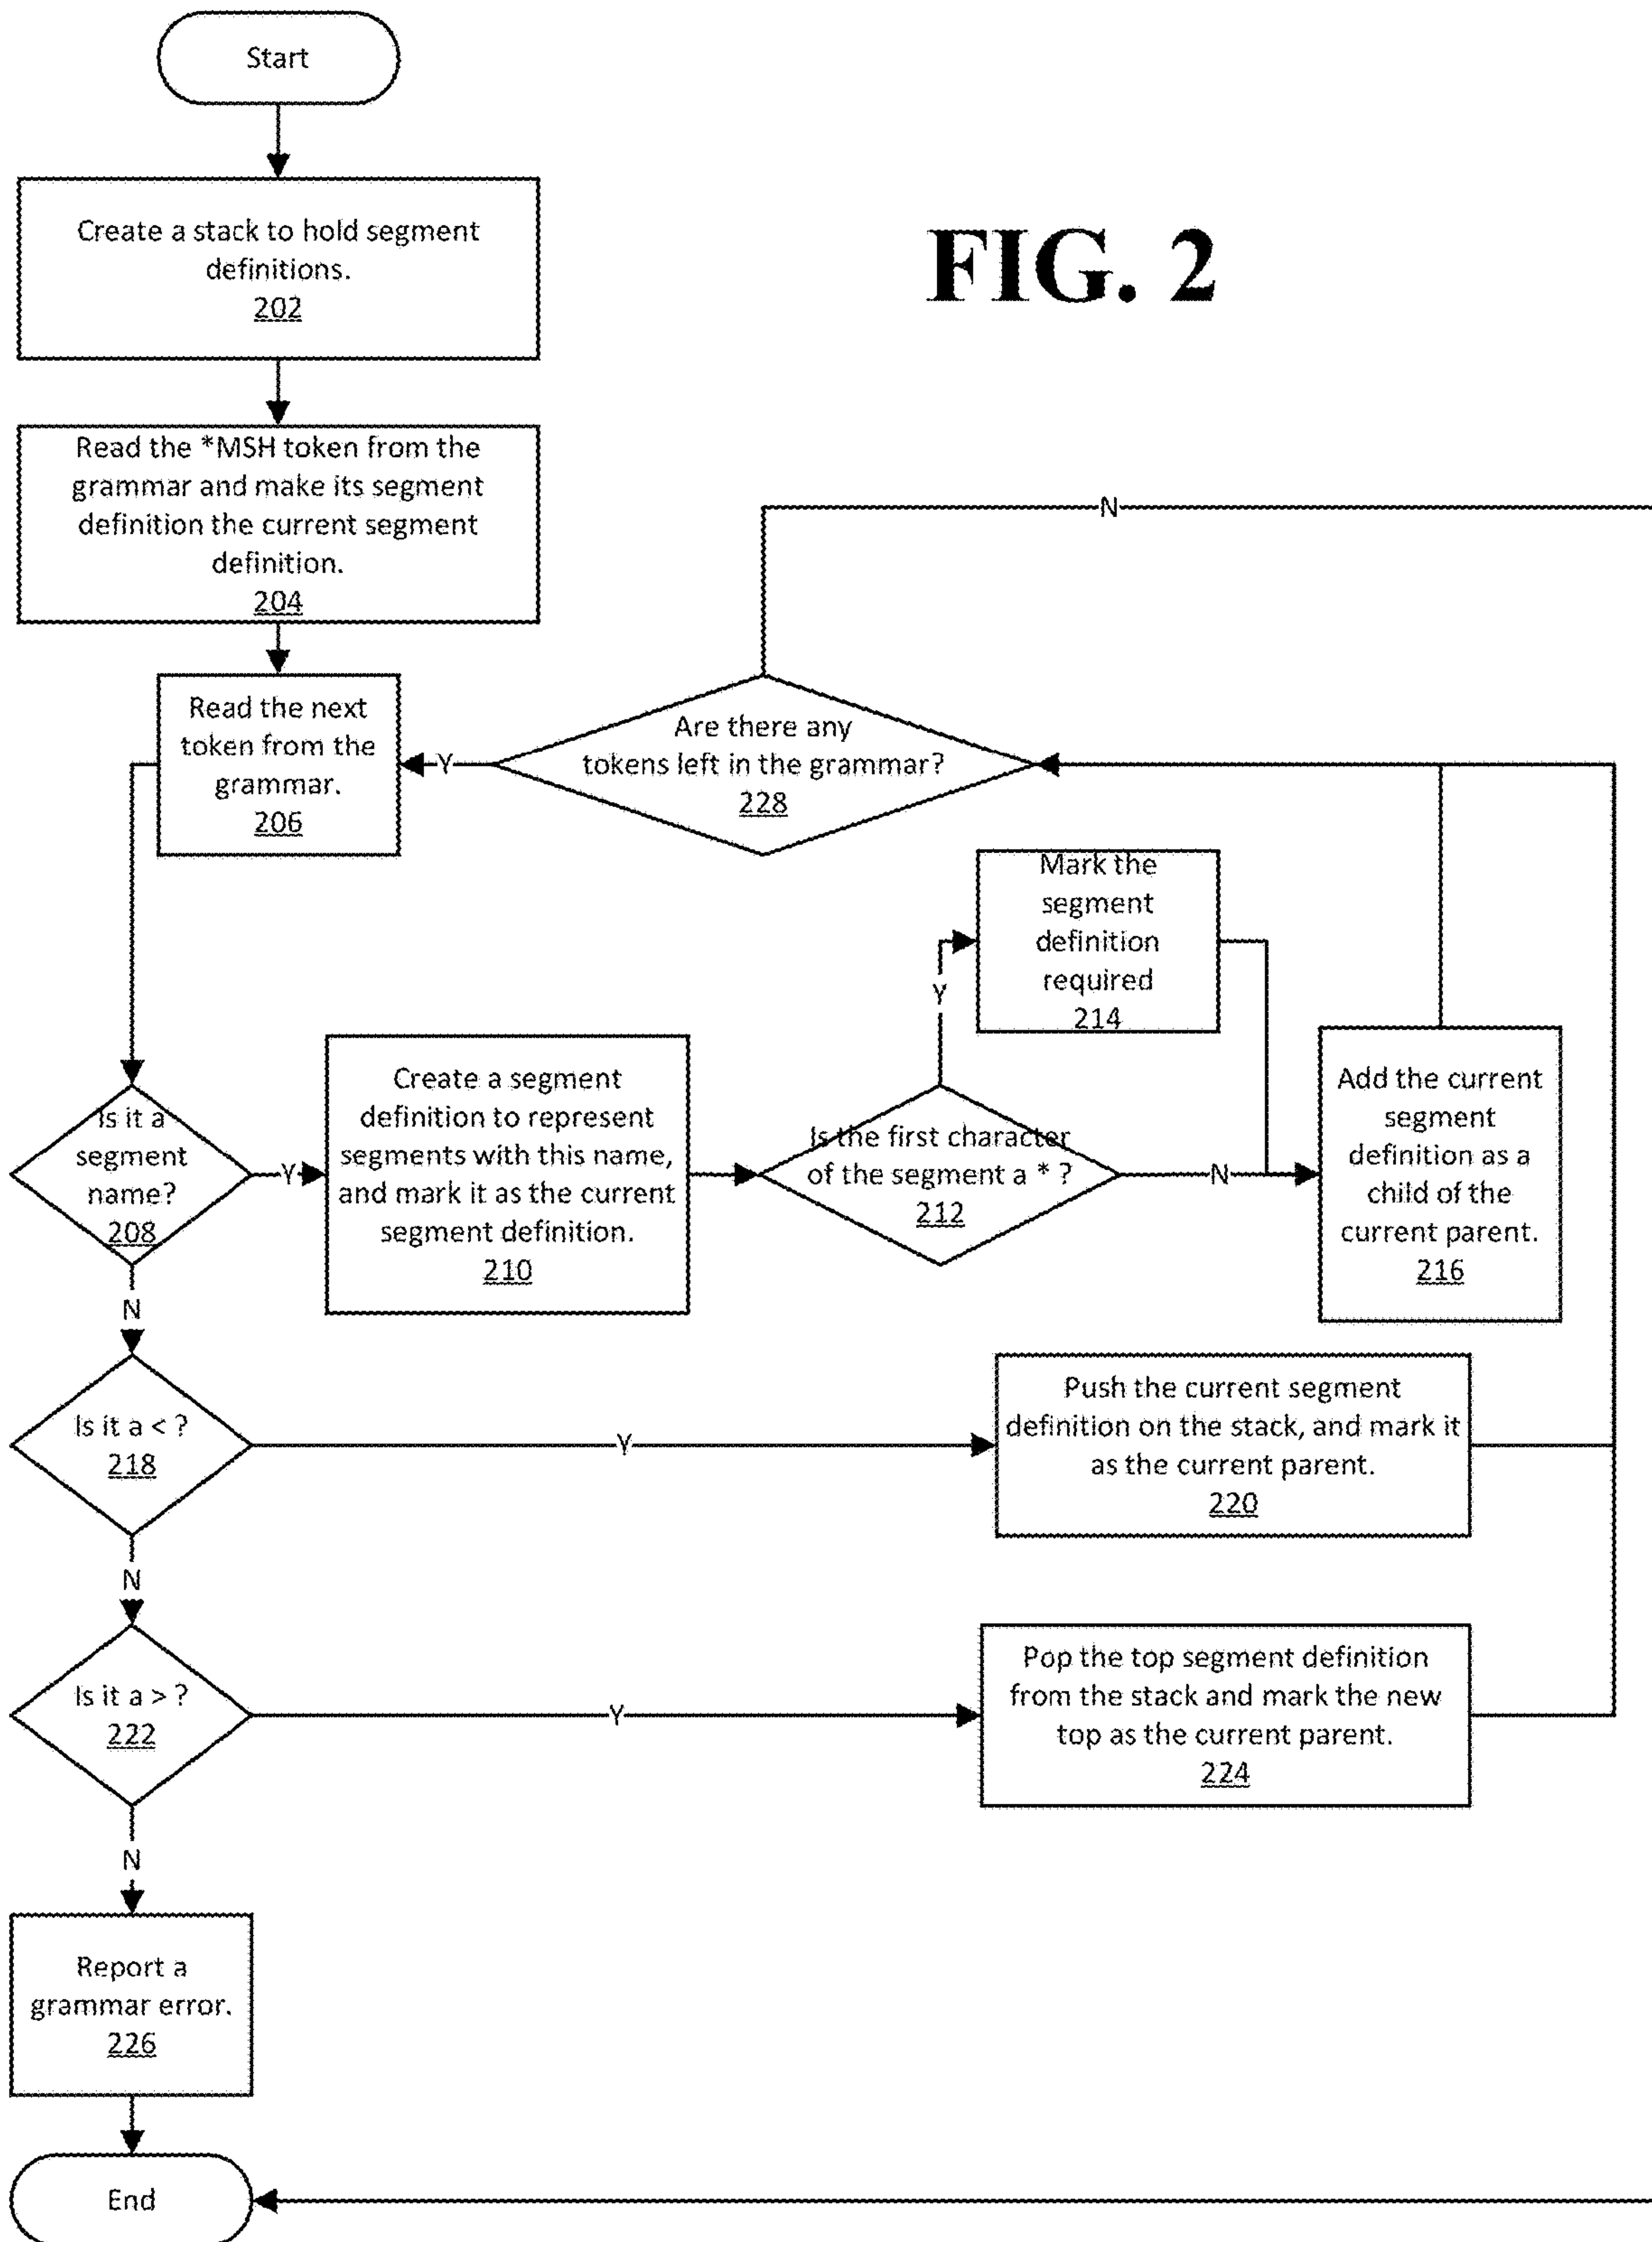 Start
Create a stack to hold segment
definitions.
202
FIG. 2
Read the *MSH token from the
grammar and make its segment
definition the current segment
definition.
204
N
Read the next
token from the
grammar.
206
Y
Are there any
tokens left in the grammar?
228
Mark the
segment
definition
required
214
Y
Is it a
segment
name?
208
Y
Create a segment
definition to represent
segments with this name,
and mark it as the current
segment definition.
210
Is the first character
of the segment a * ?
212
N
Add the current
segment
definition as a
child of the
current parent.
216
N
Is it a < ?
218
Y
Push the current segment
definition on the stack, and mark it
as the current parent.
220
N
Is it a > ?
222
Y
Pop the top segment definition
from the stack and mark the new
top as the current parent.
224
N
Report a
grammar error.
226
End